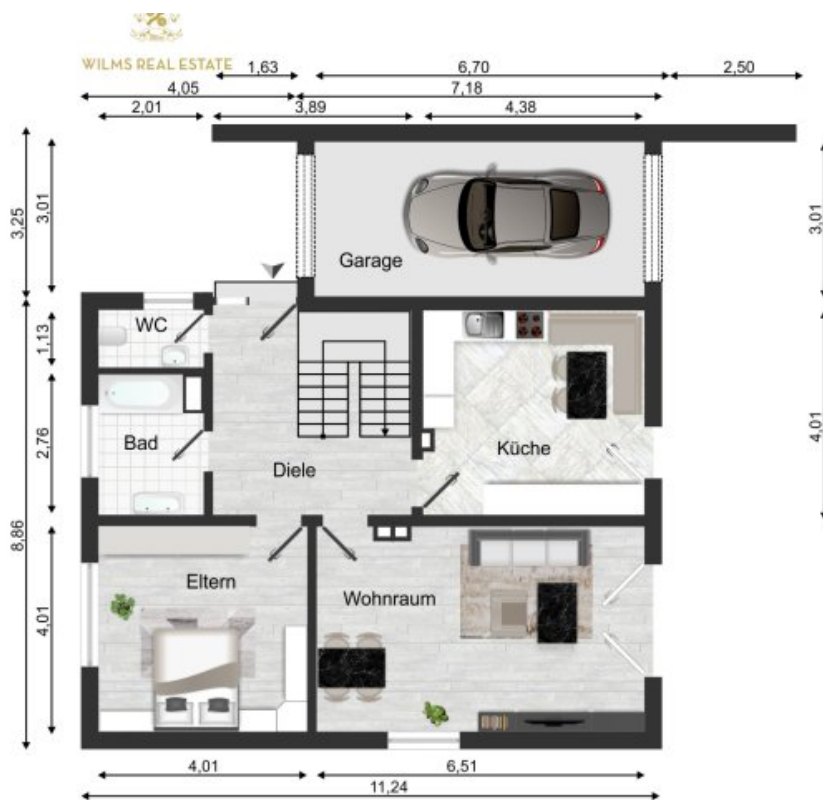 WILMS REAL ESTATE
1,63 6,70 2,50
4,05 7,18
2,01 3,89 4,38
3,25 3,01 3,01
Garage
WC
1,13
Bad
2,76 4,01
Küche
Diele
8,86
Eltern
4,01
Wohnraum
4,01 6,51
11,24